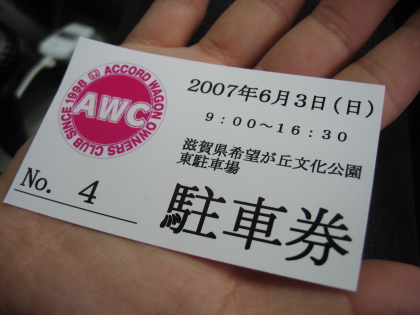 ACCORD WAGON OWNERS CLUB SINCE 1998
AWC
2007年6月3日(日)
9:00～16:30
滋賀県希望が丘文化公園
東駐車場
No. 4
駐車券